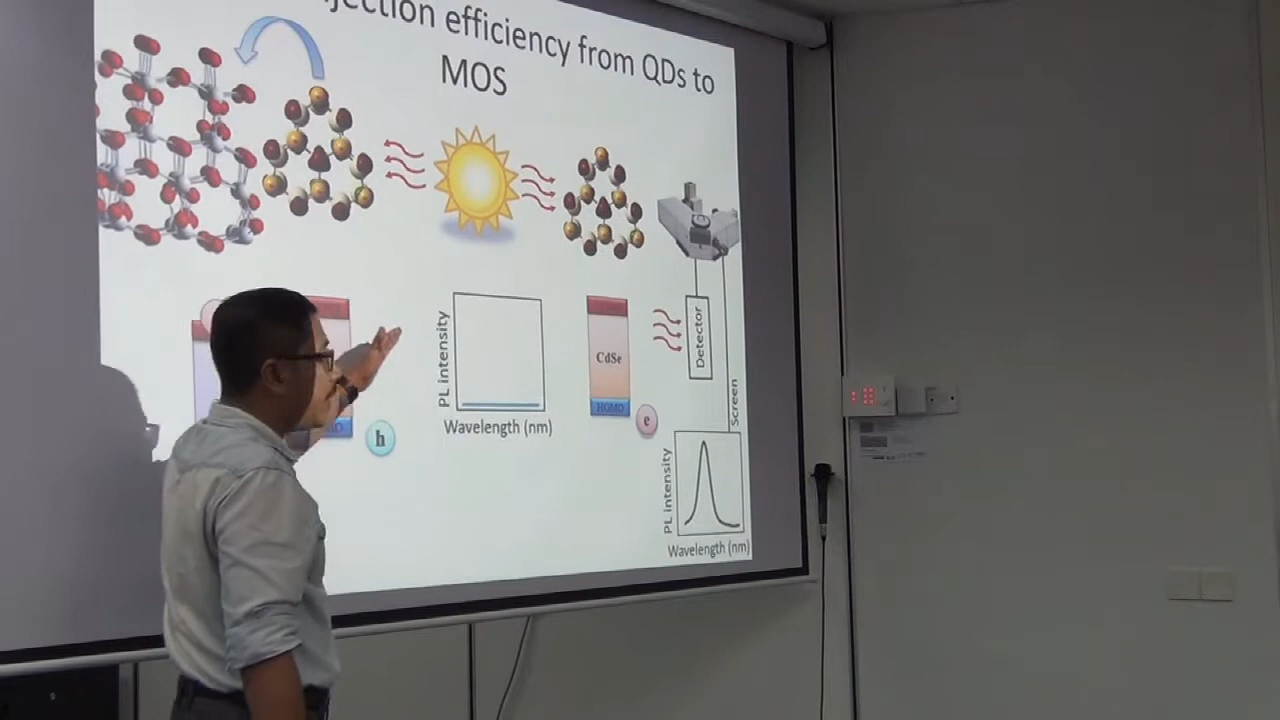 jection efficiency from QDs to
MOS
PL intensity
Wavelength (nm)
CdSe
HOMO
e
h
Detector
Screen
PL intensity
Wavelength (nm)